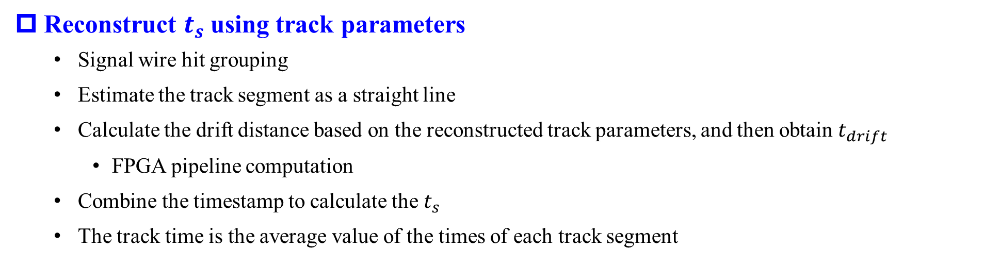 Reconstruct t_s using track parameters
• Signal wire hit grouping
• Estimate the track segment as a straight line
• Calculate the drift distance based on the reconstructed track parameters, and then obtain t_drift
• FPGA pipeline computation
• Combine the timestamp to calculate the t_s
• The track time is the average value of the times of each track segment